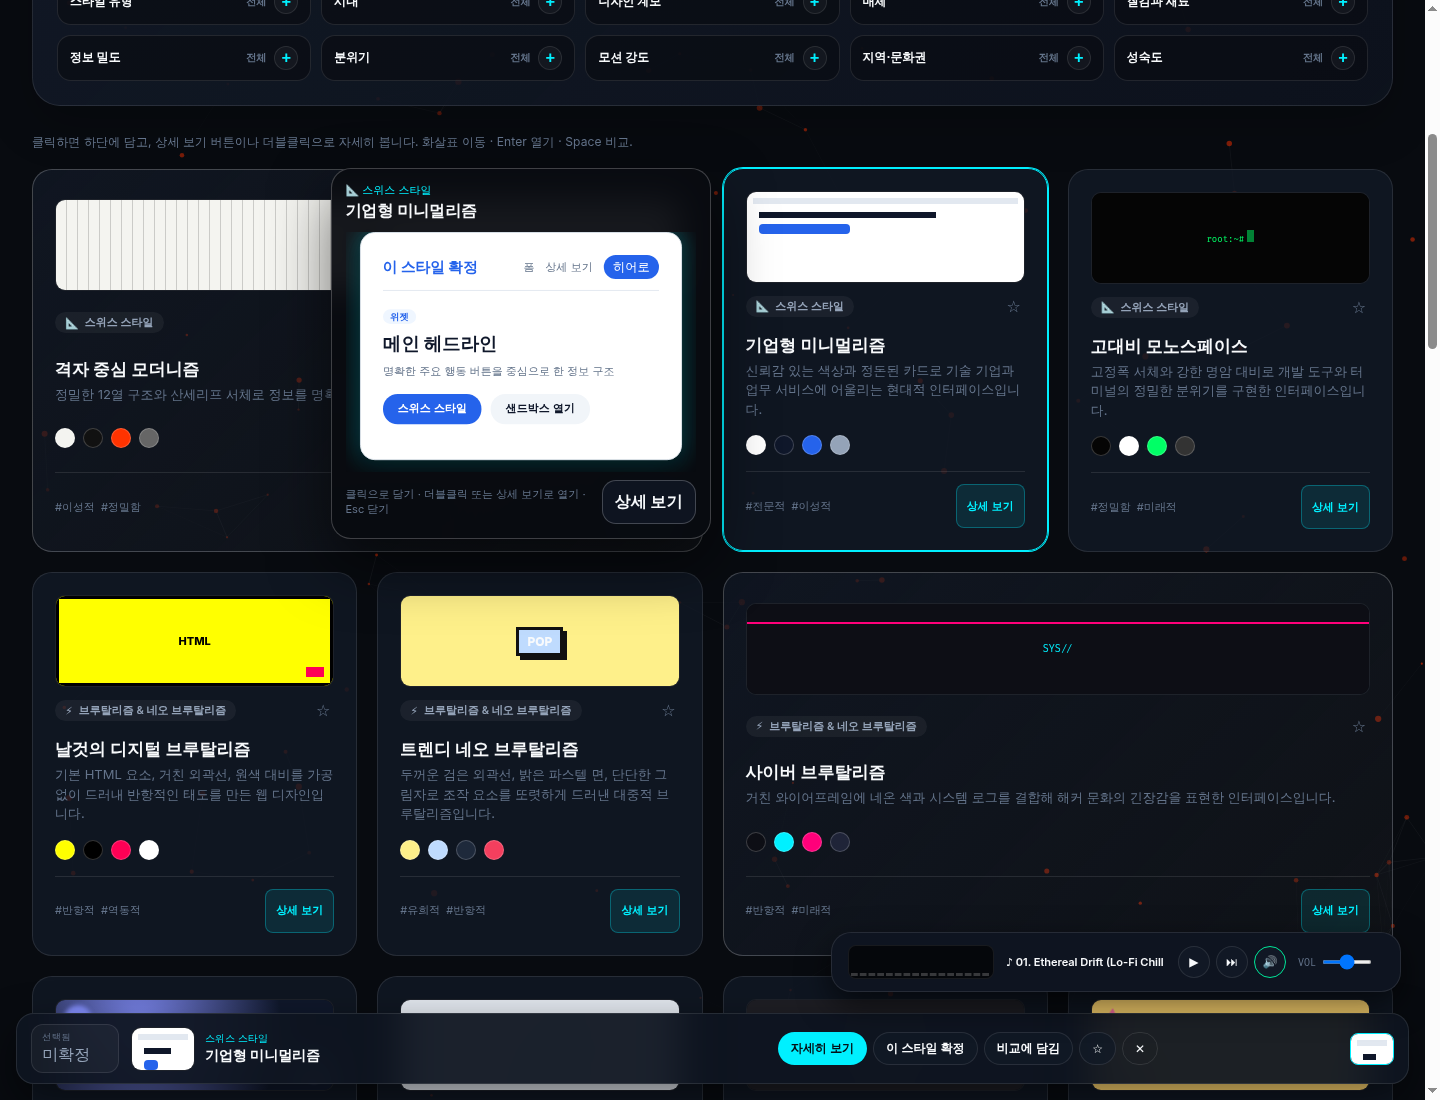 스타일 유형
시대
디자인 계보
매체
질감과 재료
전체 +
전체 +
전체 +
전체 +
전체 +
정보 밀도 전체 +
분위기 전체 +
모션 강도 전체 +
지역·문화권 전체 +
성숙도 전체 +
클릭하면 하단에 담고, 상세 보기 버튼이나 더블클릭으로 자세히 봅니다. 화살표 이동 · Enter 열기 · Space 비교.
스위스 스타일
격자 중심 모더니즘
정밀한 12열 구조와 산세리프 서체로 정보를
#이성적 #정밀함
스위스 스타일
기업형 미니멀리즘
이 스타일 확정 폼 상세 보기 히어로
위젯
메인 헤드라인
명확한 주요 행동 버튼을 중심으로 한 정보 구조
스위스 스타일 샌드박스 열기
클릭으로 담기 · 더블클릭 또는 상세 보기로 열기 ·
Esc 닫기
상세 보기
스위스 스타일 ☆
기업형 미니멀리즘
신뢰감 있는 색상과 정돈된 카드로 기술 기업과
업무 서비스에 어울리는 현대적 인터페이스입니
다.
#전문적 #이성적
상세 보기
root:~#
스위스 스타일 ☆
고대비 모노스페이스
고정폭 서체와 강한 명암 대비로 개발 도구와 터
미널의 정밀한 분위기를 구현한 인터페이스입니
다.
#정밀함 #미래적
상세 보기
HTML
⚡ 브루탈리즘 & 네오 브루탈리즘 ☆
날것의 디지털 브루탈리즘
기본 HTML 요소, 거친 외곽선, 원색 대비를 가공
없이 드러내 반항적인 태도를 만든 웹 디자인입
니다.
#반항적 #역동적
상세 보기
POP
⚡ 브루탈리즘 & 네오 브루탈리즘 ☆
트렌디 네오 브루탈리즘
두꺼운 검은 외곽선, 밝은 파스텔 면, 단단한 그
림자로 조작 요소를 또렷하게 드러낸 대중적 브
루탈리즘입니다.
#유희적 #반항적
상세 보기
SYS//
⚡ 브루탈리즘 & 네오 브루탈리즘 ☆
사이버 브루탈리즘
거친 와이어프레임에 네온 색과 시스템 로그를 결합해 해커 문화의 긴장감을 표현한 인터페이스입니다.
#반항적 #미래적
상세 보기
♪ 01. Ethereal Drift (Lo-Fi Chill
VOL
선택됨
미확정
스위스 스타일
기업형 미니멀리즘
자세히 보기 이 스타일 확정 비교에 담김 ☆ ✕